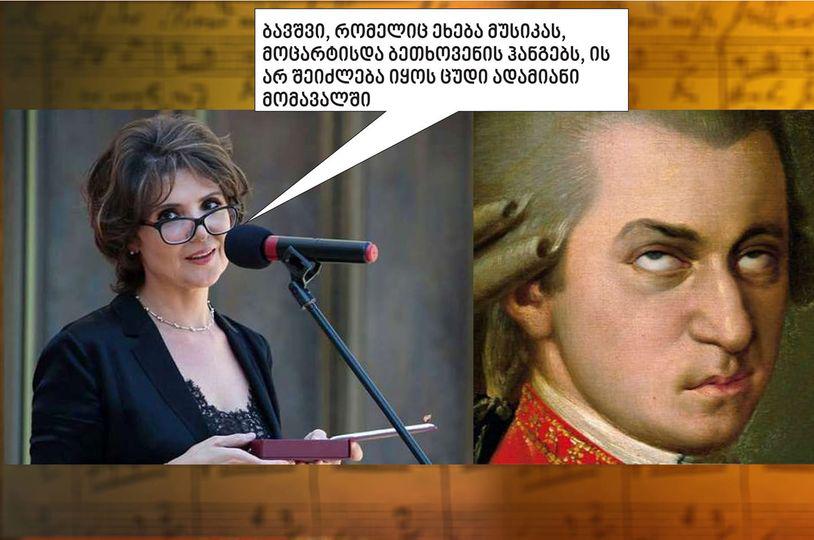 ბავშვი, რომელიც ეხება მუსიკას,
მოცარტისდა ბეთხოვენის ჰანგებს, ის
არ შეიძლება იყოს ცუდი ადამიანი
მომავალში